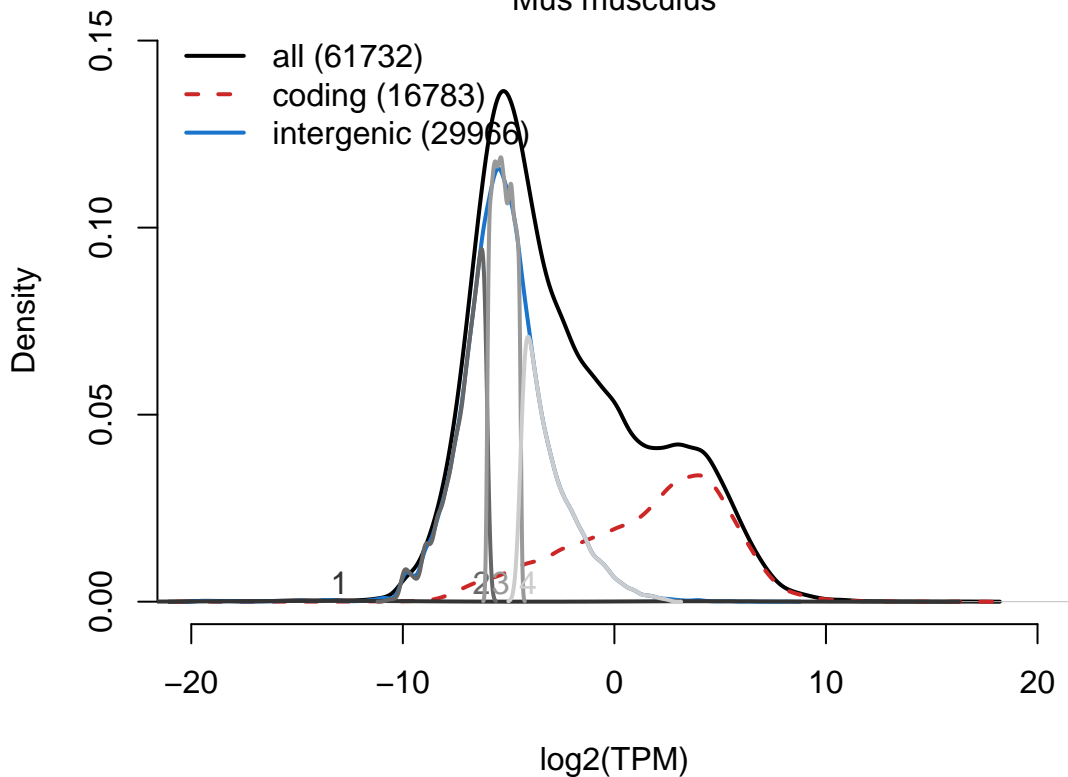 Mus musculus
all (61732)
coding (16783)
intergenic (29966)
0.15
0.10
0.05
0.00
Density
1 2 3 4
−20 −10 0 10 20
log2(TPM)